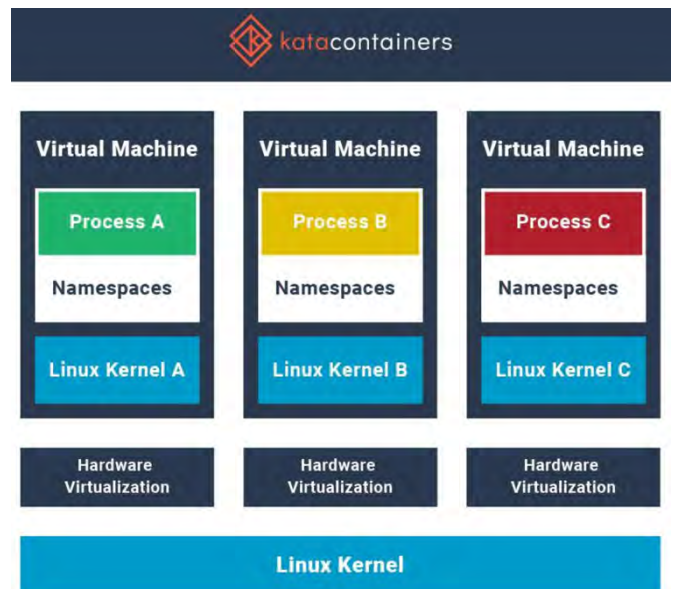 katacontainers
Virtual Machine
Process A
Namespaces
Linux Kernel A
Hardware
Virtualization
Virtual Machine
Process B
Namespaces
Linux Kernel B
Hardware
Virtualization
Virtual Machine
Process C
Namespaces
Linux Kernel C
Hardware
Virtualization
Linux Kernel